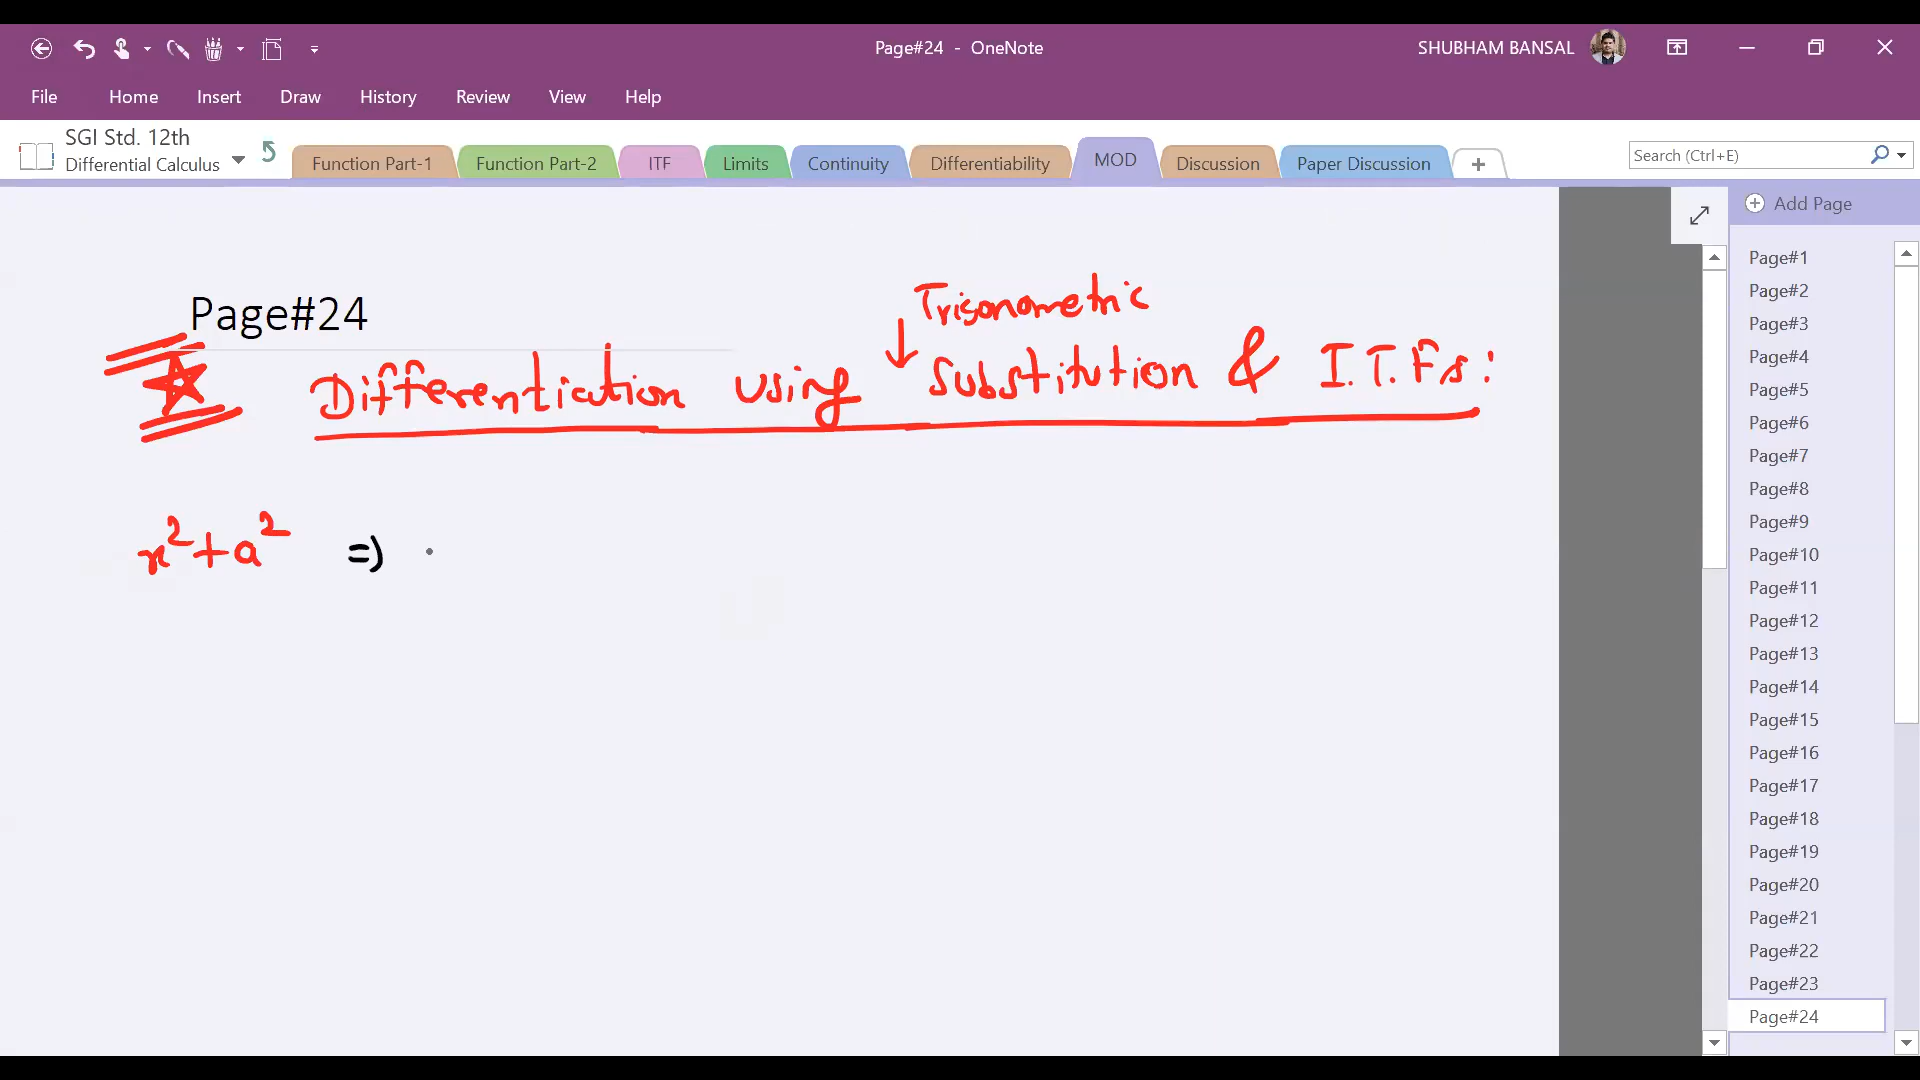 Page#24 - OneNote
SHUBHAM BANSAL
File Home Insert Draw History Review View Help
SGI Std. 12th
Differential Calculus
Function Part-1 Function Part-2 ITF Limits Continuity Differentiability MOD Discussion Paper Discussion +
Search (Ctrl+E)
Page#24
Trigonometric
Differentiation using ↓ Substitution & I.T.Fs:
x²+a² =>
Add Page
Page#1
Page#2
Page#3
Page#4
Page#5
Page#6
Page#7
Page#8
Page#9
Page#10
Page#11
Page#12
Page#13
Page#14
Page#15
Page#16
Page#17
Page#18
Page#19
Page#20
Page#21
Page#22
Page#23
Page#24